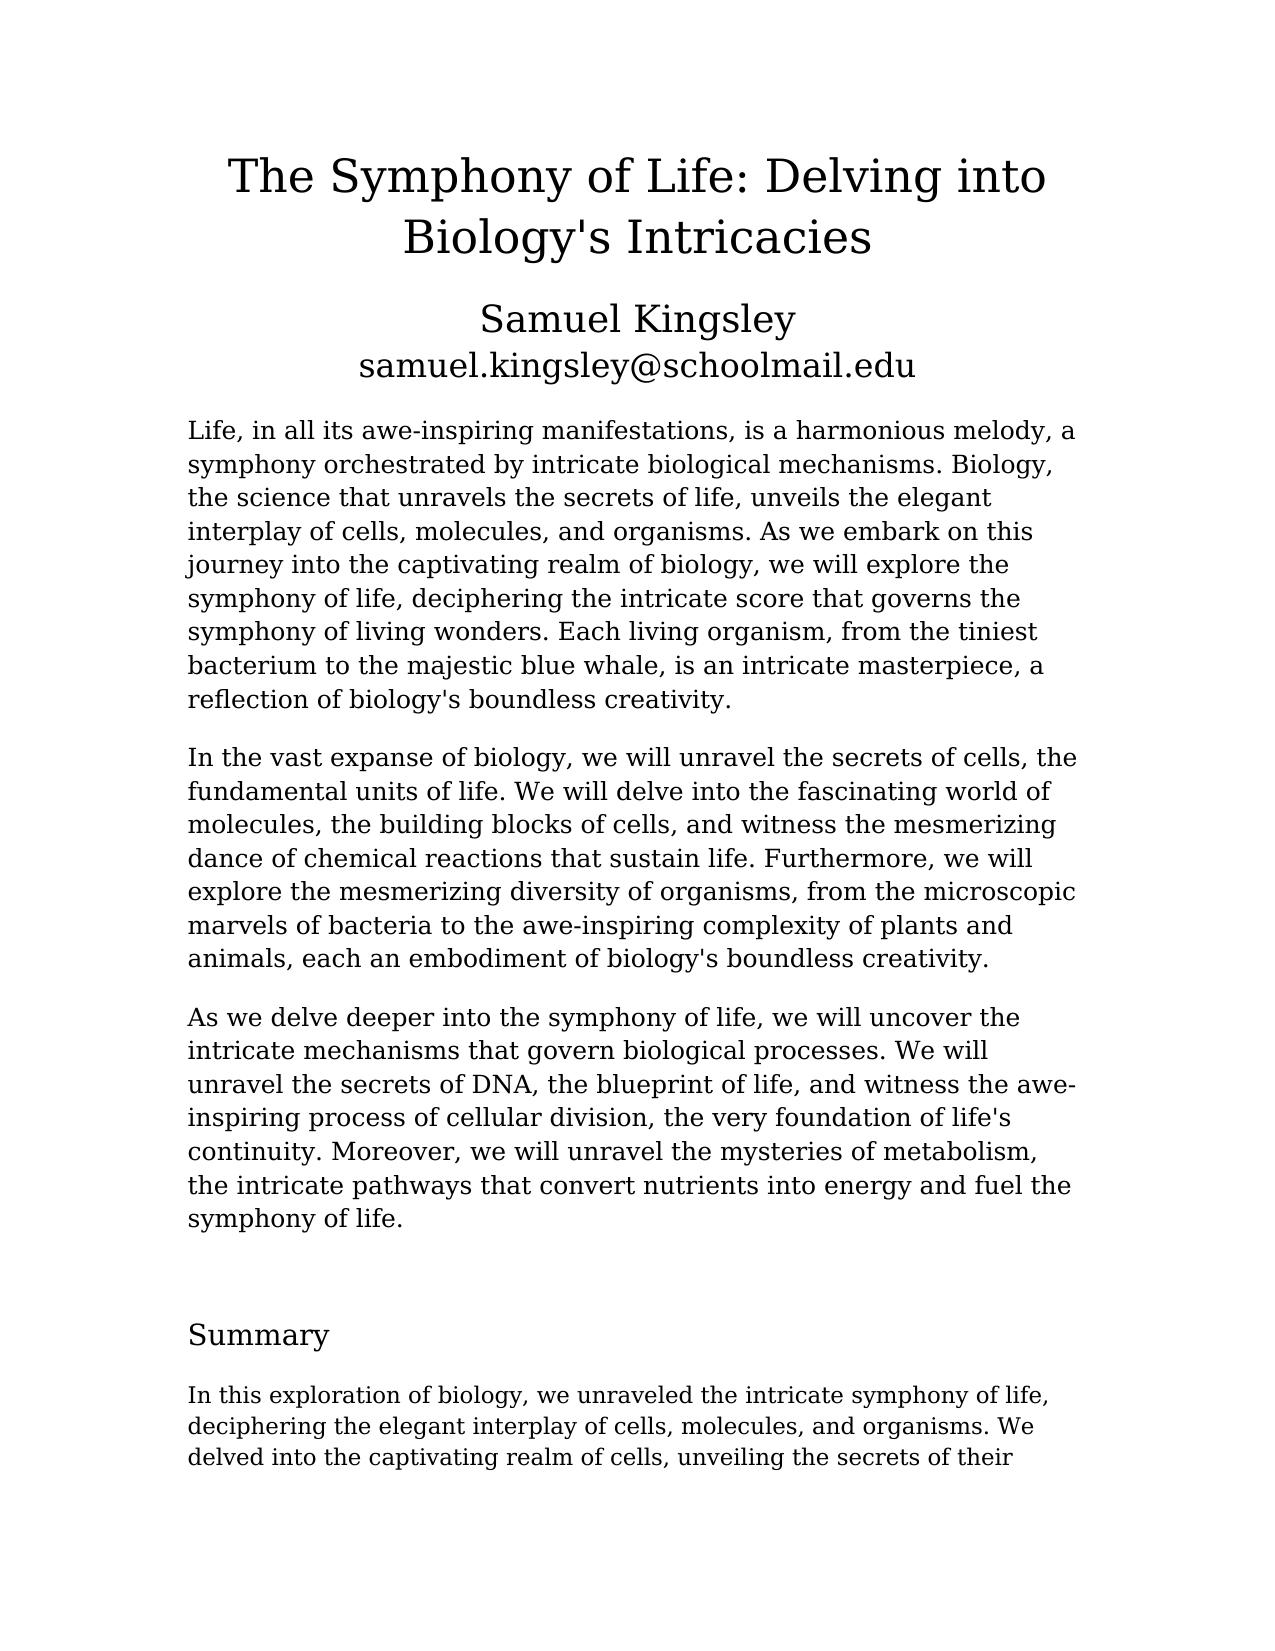 The Symphony of Life: Delving into
Biology's Intricacies
Samuel Kingsley
samuel.kingsley@schoolmail.edu
Life, in all its awe-inspiring manifestations, is a harmonious melody, a
symphony orchestrated by intricate biological mechanisms. Biology,
the science that unravels the secrets of life, unveils the elegant
interplay of cells, molecules, and organisms. As we embark on this
journey into the captivating realm of biology, we will explore the
symphony of life, deciphering the intricate score that governs the
symphony of living wonders. Each living organism, from the tiniest
bacterium to the majestic blue whale, is an intricate masterpiece, a
reflection of biology's boundless creativity.
In the vast expanse of biology, we will unravel the secrets of cells, the
fundamental units of life. We will delve into the fascinating world of
molecules, the building blocks of cells, and witness the mesmerizing
dance of chemical reactions that sustain life. Furthermore, we will
explore the mesmerizing diversity of organisms, from the microscopic
marvels of bacteria to the awe-inspiring complexity of plants and
animals, each an embodiment of biology's boundless creativity.
As we delve deeper into the symphony of life, we will uncover the
intricate mechanisms that govern biological processes. We will
unravel the secrets of DNA, the blueprint of life, and witness the awe-
inspiring process of cellular division, the very foundation of life's
continuity. Moreover, we will unravel the mysteries of metabolism,
the intricate pathways that convert nutrients into energy and fuel the
symphony of life.
Summary
In this exploration of biology, we unraveled the intricate symphony of life,
deciphering the elegant interplay of cells, molecules, and organisms. We
delved into the captivating realm of cells, unveiling the secrets of their